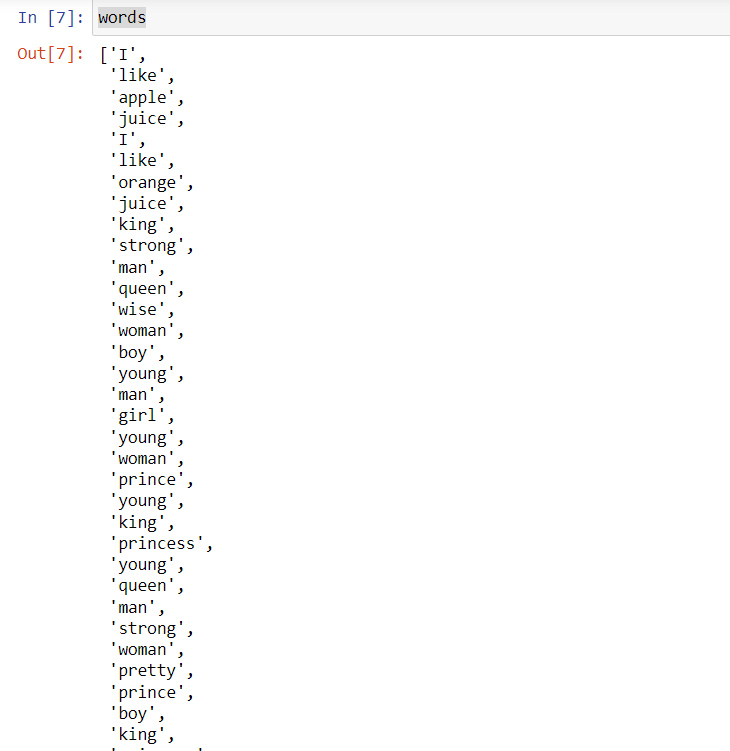 In [7]: words
Out[7]: ['I',
'like',
'apple',
'juice',
'I',
'like',
'orange',
'juice',
'king',
'strong',
'man',
'queen',
'wise',
'woman',
'boy',
'young',
'man',
'girl',
'young',
'woman',
'prince',
'young',
'king',
'princess',
'young',
'queen',
'man',
'strong',
'woman',
'pretty',
'prince',
'boy',
'king',